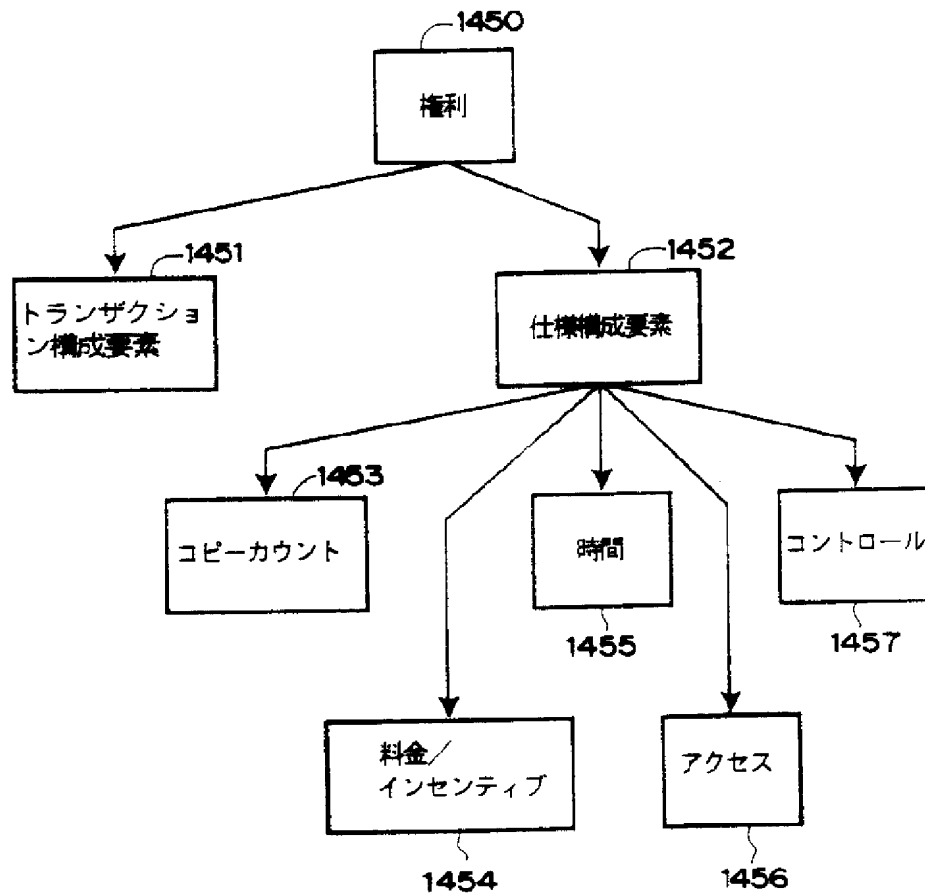 1450
権利
1451
トランザクショ
ン構成要素
1452
仕様構成要素
1453
コピーカウント
時間
1455
コントロール
1457
料金／
インセンティブ
1454
アクセス
1456